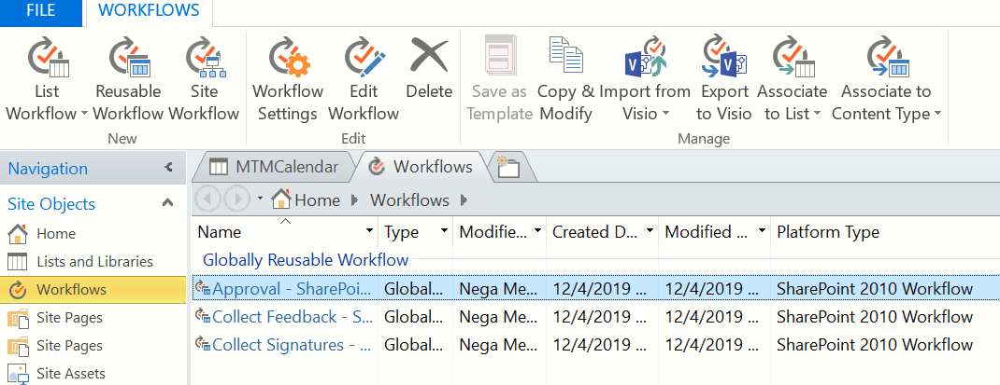 FILE WORKFLOWS
List Workflow
Reusable Workflow
Site Workflow
Workflow Settings
Edit Workflow
Delete
Save as Template
Copy & Modify
Import from Visio
Export to Visio
Associate to List
Associate to Content Type
New Edit Manage
Navigation
MTMCalendar Workflows
Site Objects
Home Workflows
Home
Lists and Libraries
Workflows
Site Pages
Site Pages
Site Assets
Name Type Modifie... Created D... Modified ... Platform Type
Globally Reusable Workflow
Approval - SharePoi... Global... Nega Me... 12/4/2019 ... 12/4/2019 ... SharePoint 2010 Workflow
Collect Feedback - S... Global... Nega Me... 12/4/2019 ... 12/4/2019 ... SharePoint 2010 Workflow
Collect Signatures - ... Global... Nega Me... 12/4/2019 ... 12/4/2019 ... SharePoint 2010 Workflow